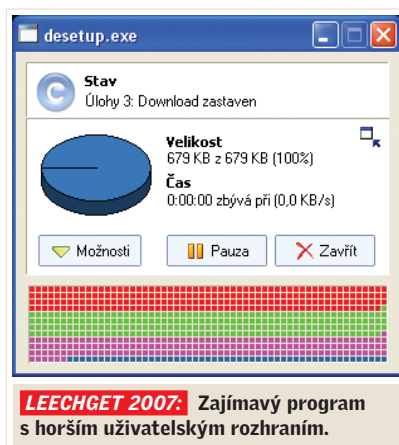 desetup.exe
C
Stav
Úlohy 3: Download zastaven
Velikost
679 KB z 679 KB (100%)
Čas
0:00:00 zbývá při (0,0 KB/s)
Možnosti
Pauza
Zavřít
LEECHGET 2007: Zajímavý program
s horším uživatelským rozhraním.